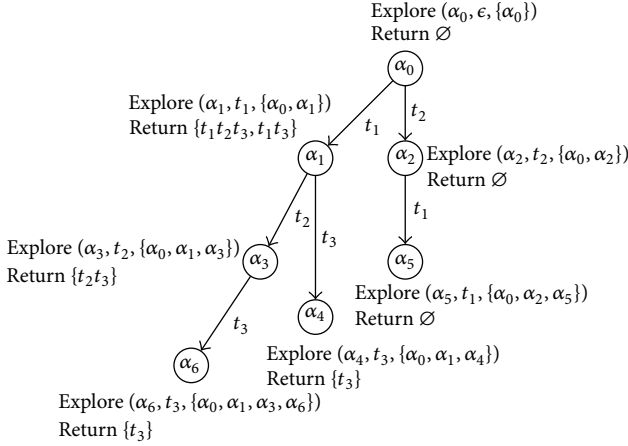 Explore (α₀, ϵ, {α₀})
Return ∅
α₀
Explore (α₁, t₁, {α₀, α₁})
Return {t₁t₂t₃, t₁t₃}
t₁
t₂
α₁
α₂
Explore (α₂, t₂, {α₀, α₂})
Return ∅
t₂
t₃
t₁
Explore (α₃, t₂, {α₀, α₁, α₃})
Return {t₂t₃}
α₃
α₅
Explore (α₅, t₁, {α₀, α₂, α₅})
Return ∅
t₃
α₄
Explore (α₄, t₃, {α₀, α₁, α₄})
Return {t₃}
α₆
Explore (α₆, t₃, {α₀, α₁, α₃, α₆})
Return {t₃}